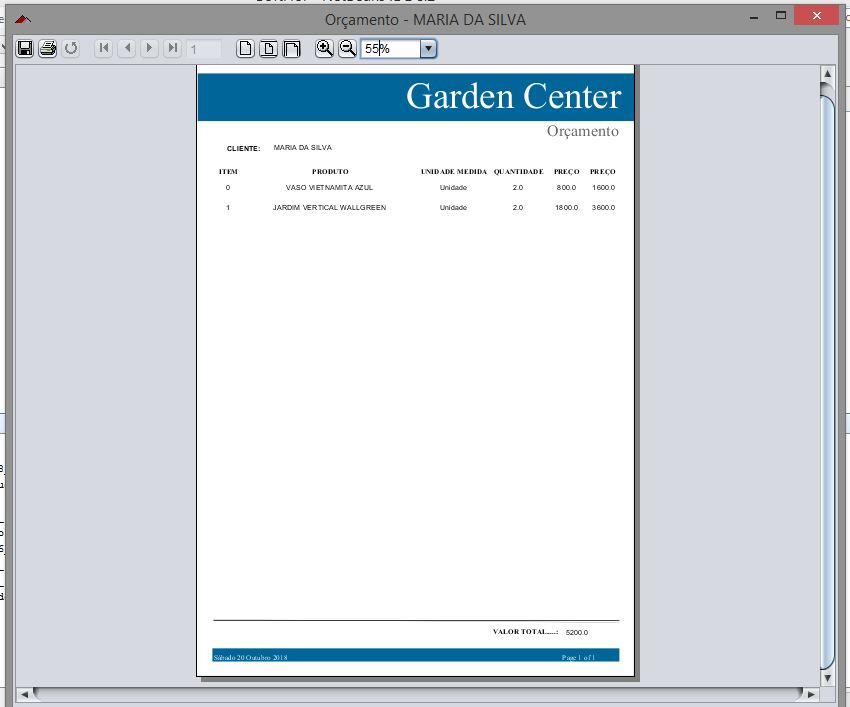 Orçamento - MARIA DA SILVA
1
55%
Garden Center
Orçamento
CLIENTE: MARIA DA SILVA
ITEM PRODUTO UNIDADE MEDIDA QUANTIDADE PREÇO PREÇO
0 VASO VIETNAMITA AZUL Unidade 2.0 800.0 1600.0
1 JARDIM VERTICAL WALLGREEN Unidade 2.0 1800.0 3600.0
VALOR TOTAL.....: 5200.0
Sábado 20 Outubro 2018 Page 1 of 1